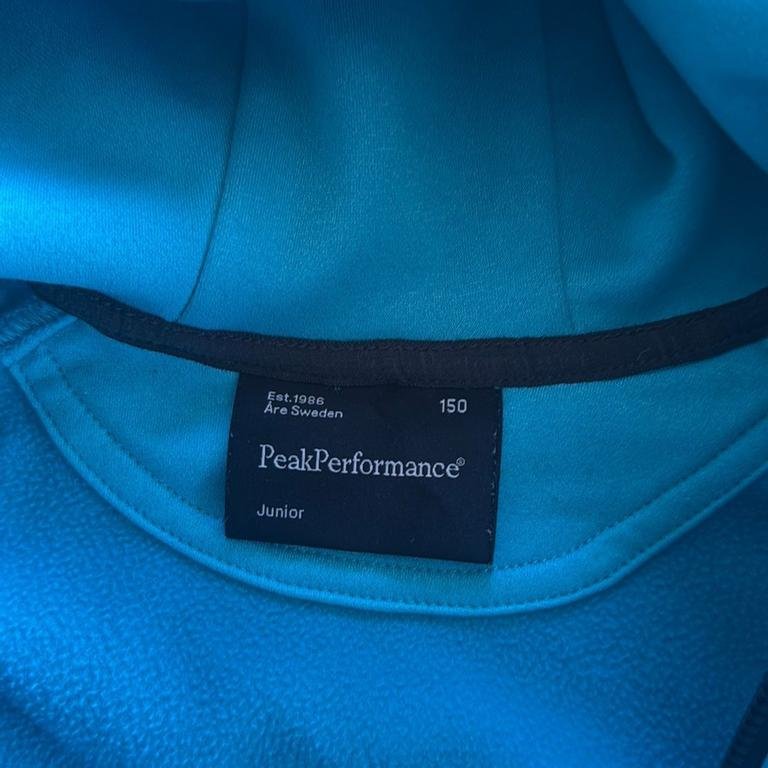 Est.1986
Åre Sweden
150
PeakPerformance®
Junior